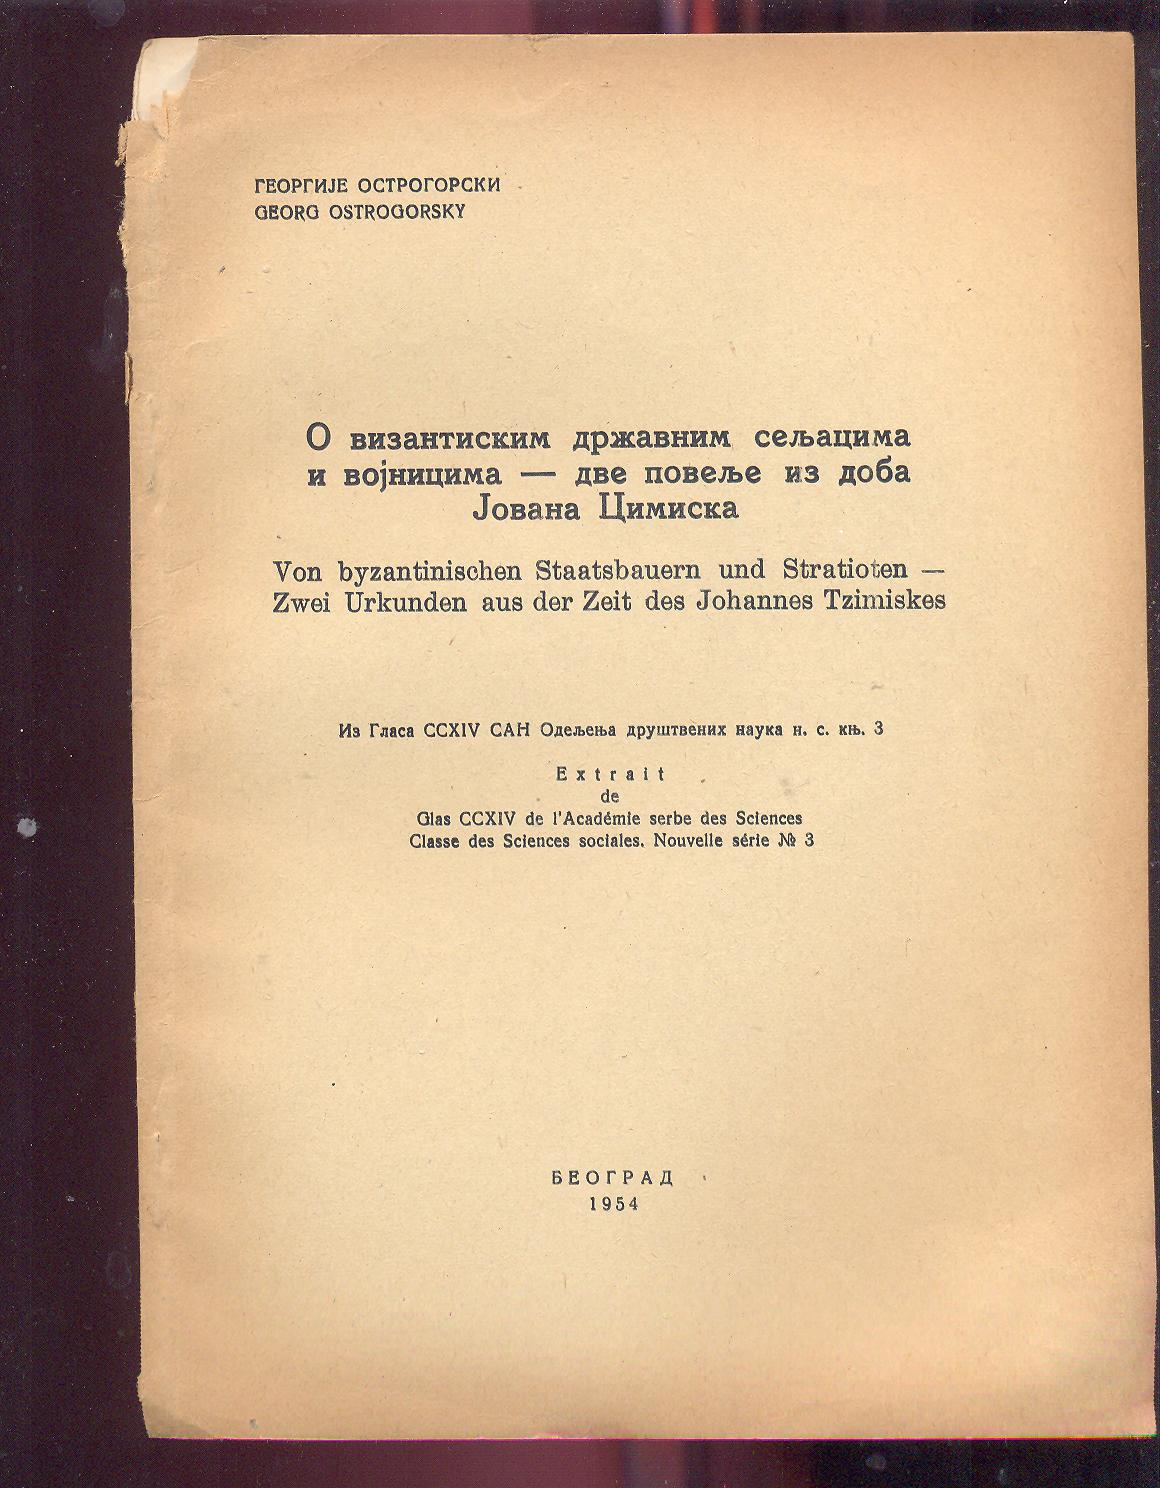 ГЕОРГИЈЕ ОСТРОГОРСКИ
GEORG OSTROGORSKY
О византиским државним сељацима
и војницима — две повеље из доба
Јована Цимиска
Von byzantinischen Staatsbauern und Stratioten —
Zwei Urkunden aus der Zeit des Johannes Tzimiskes
Из Гласа CCXIV САН Одељења друштвених наука н. с. књ. 3
Extrait
de
Glas CCXIV de l'Académie serbe des Sciences
Classe des Sciences sociales. Nouvelle série № 3
БЕОГРАД
1954